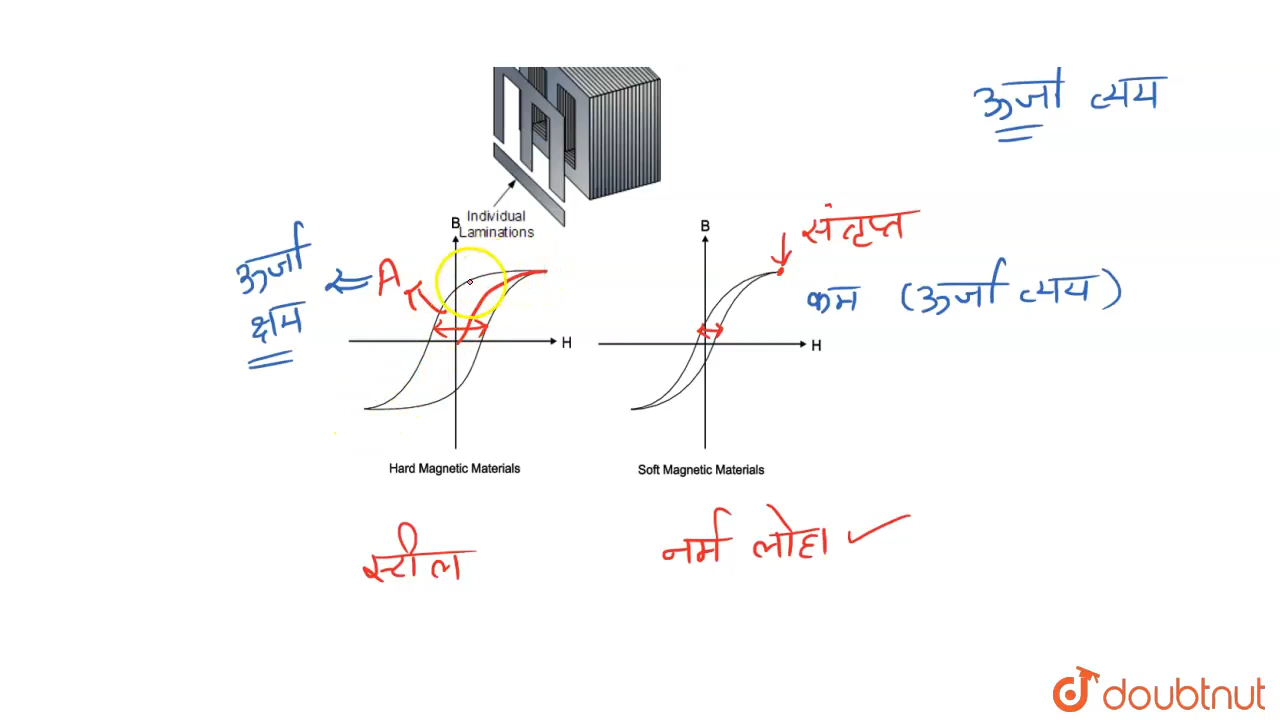 ऊर्जा व्यय
Individual
Laminations
B
B
संतृप्त
ऊर्जा
क्षय
A
कम (ऊर्जा व्यय)
H
H
Hard Magnetic Materials
Soft Magnetic Materials
स्टील
नर्म लोहा
doubtnut